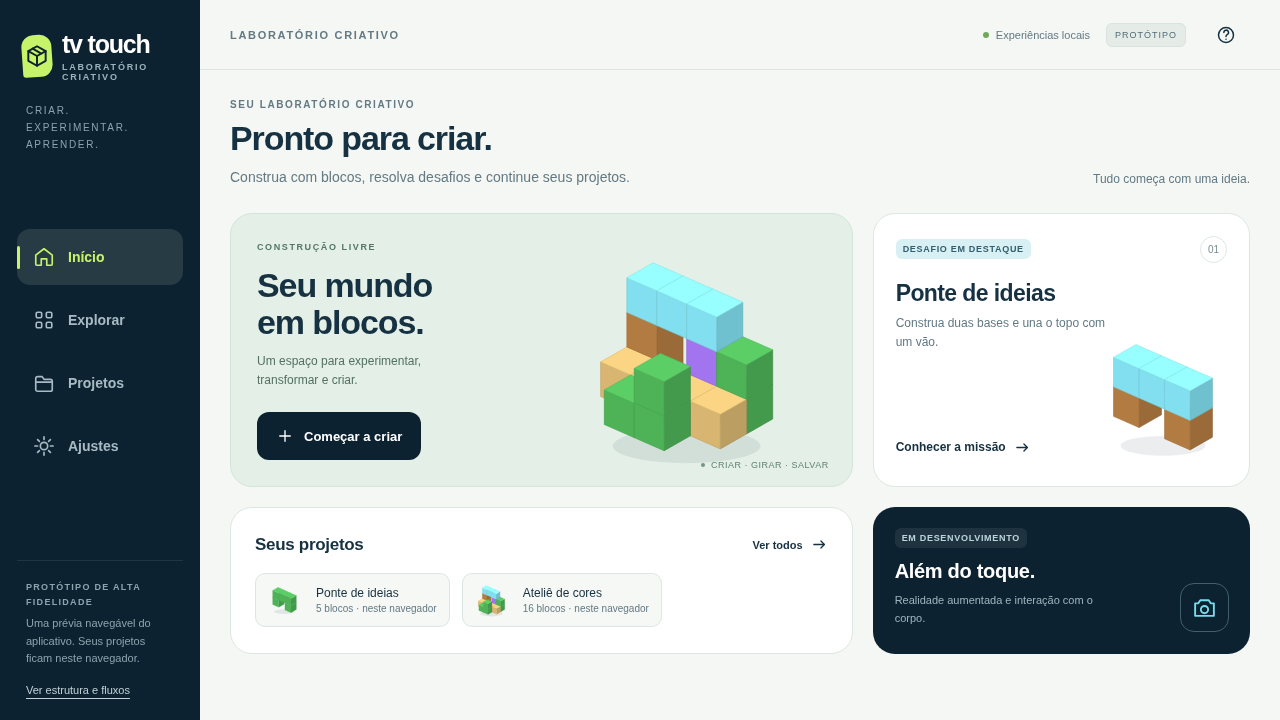 tv touch
LABORATÓRIO
CRIATIVO
CRIAR.
EXPERIMENTAR.
APRENDER.
Início
Explorar
Projetos
Ajustes
PROTÓTIPO DE ALTA
FIDELIDADE
Uma prévia navegável do
aplicativo. Seus projetos
ficam neste navegador.
Ver estrutura e fluxos
LABORATÓRIO CRIATIVO
Experiências locais
PROTÓTIPO
SEU LABORATÓRIO CRIATIVO
Pronto para criar.
Construa com blocos, resolva desafios e continue seus projetos.
Tudo começa com uma ideia.
CONSTRUÇÃO LIVRE
Seu mundo
em blocos.
Um espaço para experimentar,
transformar e criar.
Começar a criar
CRIAR · GIRAR · SALVAR
DESAFIO EM DESTAQUE
01
Ponte de ideias
Construa duas bases e una o topo com
um vão.
Conhecer a missão
Seus projetos
Ver todos
Ponte de ideias
5 blocos · neste navegador
Ateliê de cores
16 blocos · neste navegador
EM DESENVOLVIMENTO
Além do toque.
Realidade aumentada e interação com o
corpo.